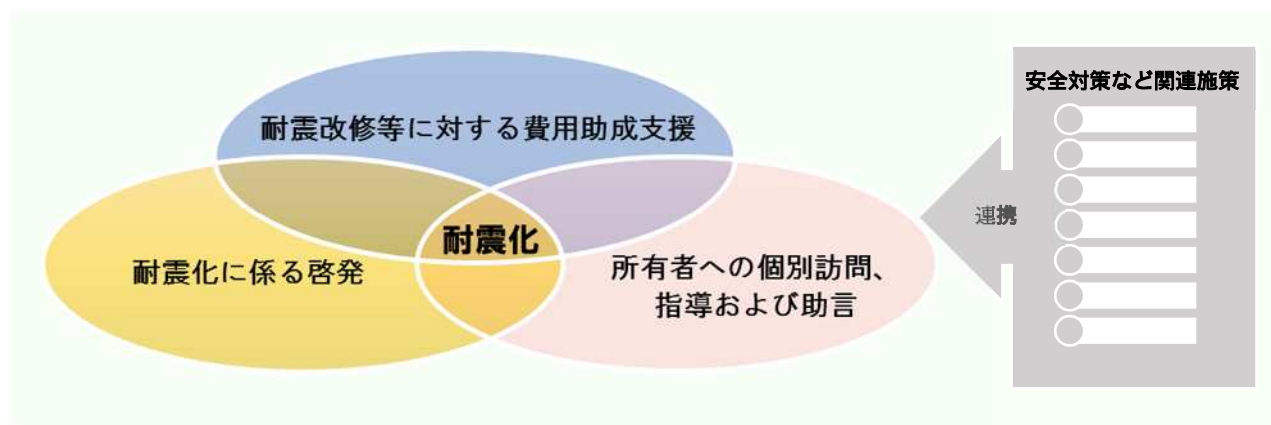 耐震改修等に対する費用助成支援
耐震化
耐震化に係る啓発
所有者への個別訪問、
指導および助言
連携
安全対策など関連施策